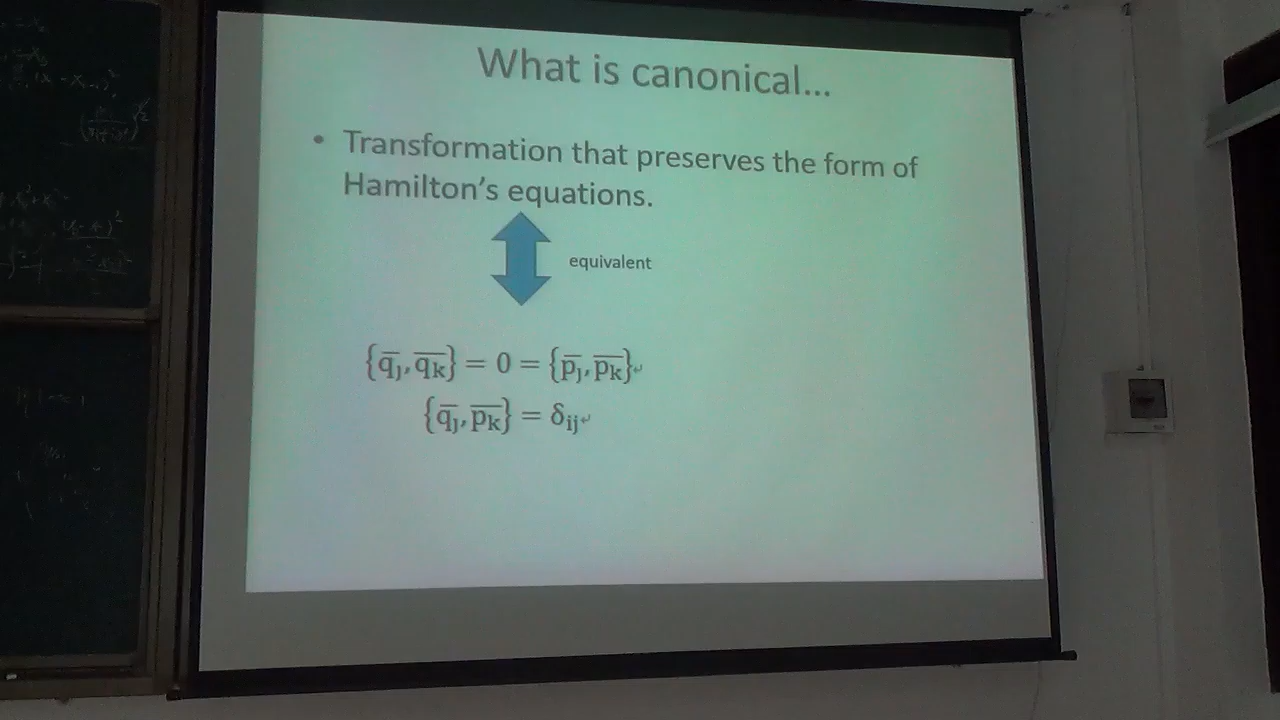 What is canonical...
• Transformation that preserves the form of
Hamilton's equations.
equivalent
{q̅ȷ, q̅k̅} = 0 = {p̅ȷ, p̅k̅}
{q̅ȷ, p̅k̅} = δij